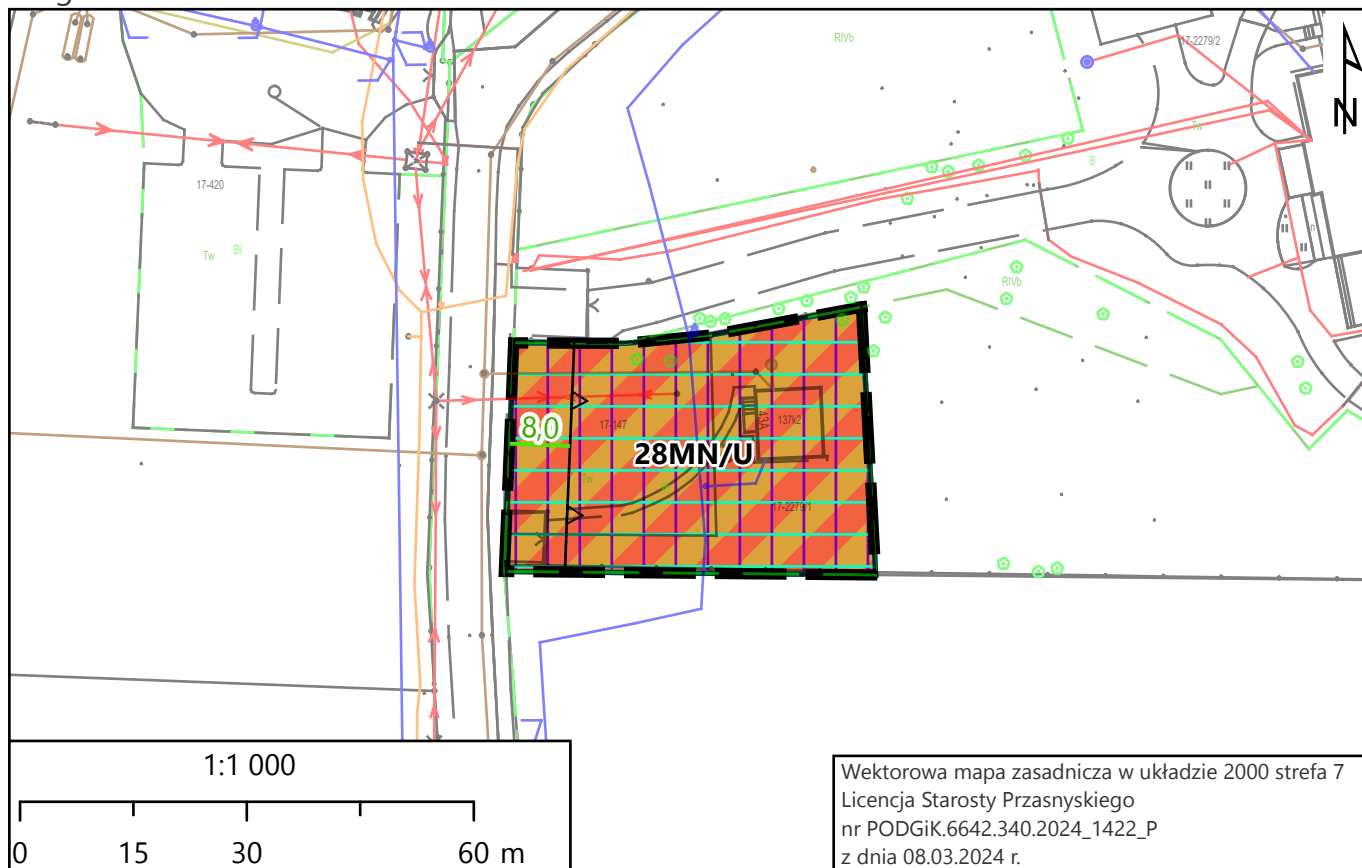 RIVb
17-2279/2
N
Tw
B
17-420
Tw
Bi
RIVb
8,0
17-147
43A
137k2
28MN/U
Tw
17-2279/1
1:1 000
0 15 30 60 m
Wektorowa mapa zasadnicza w układzie 2000 strefa 7
Licencja Starosty Przasnyskiego
nr PODGiK.6642.340.2024_1422_P
z dnia 08.03.2024 r.